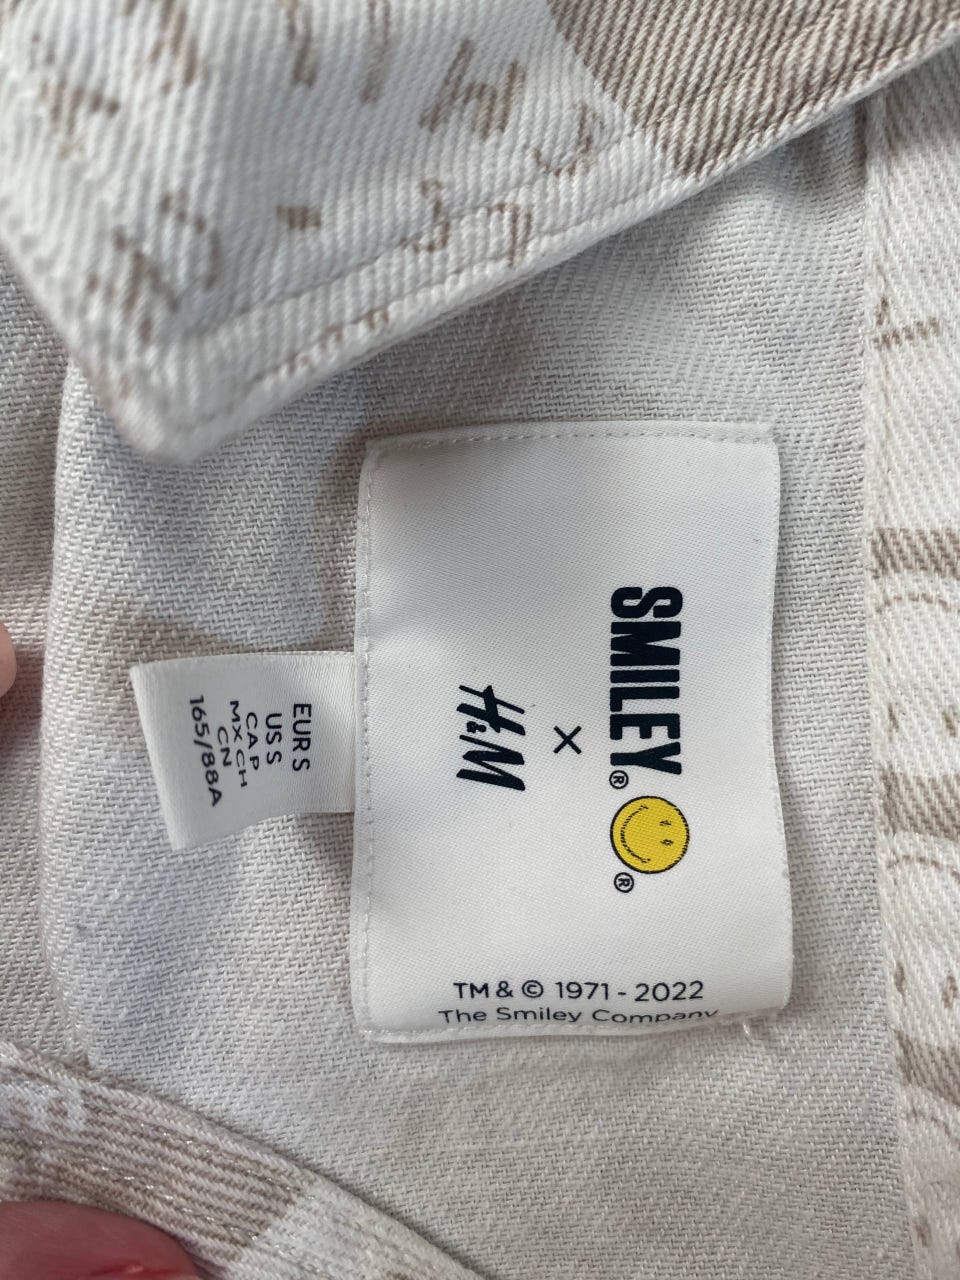 SMILEY®
®
×
H&M
TM & © 1971 - 2022
The Smiley Company
EUR S
US S
CA P
MX CH
CN
165/88A